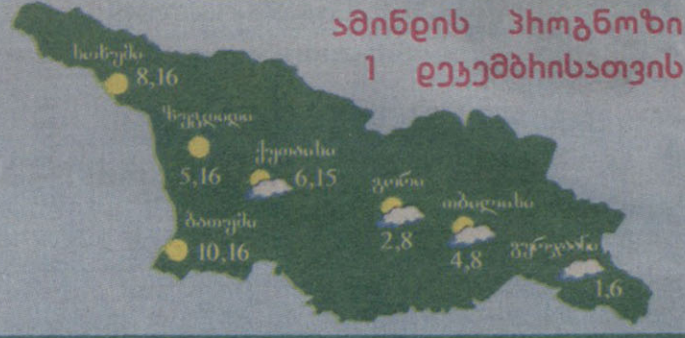 ამინდის პროგნოზი
1 დეკემბრისათვის
სოხუმი
8,16
ზუგდიდი
5,16
ქუთაისი
6,15
ბათუმი
10,16
გორი
2,8
თბილისი
4,8
გურჯაანი
1,6